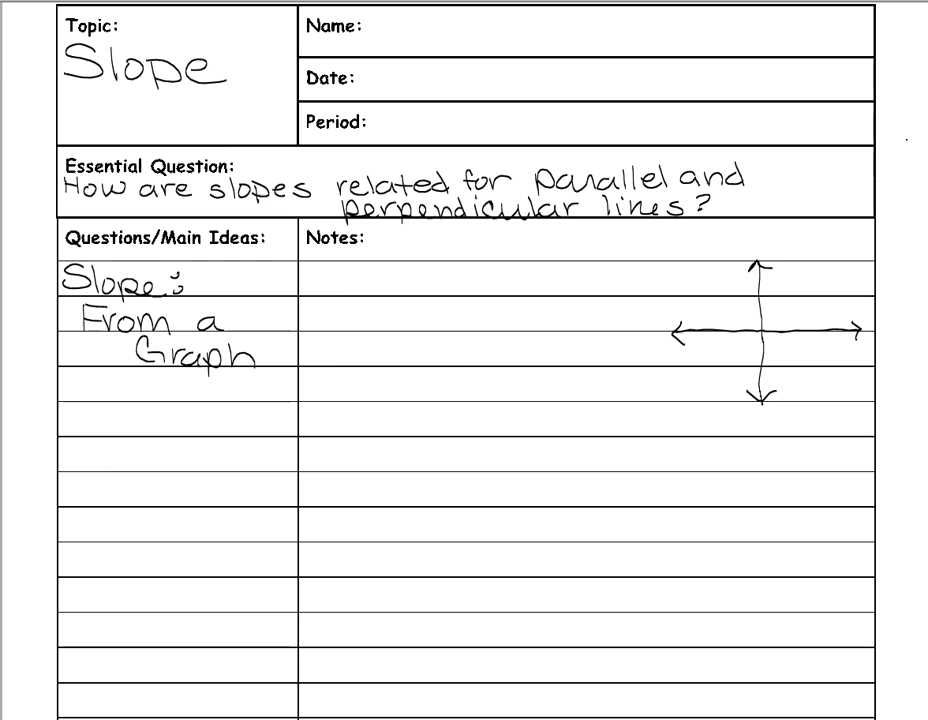 Topic:
Slope
Name:
Date:
Period:
Essential Question:
How are slopes related for parallel and
perpendicular lines?
Questions/Main Ideas:
Notes:
Slope:
From a
Graph